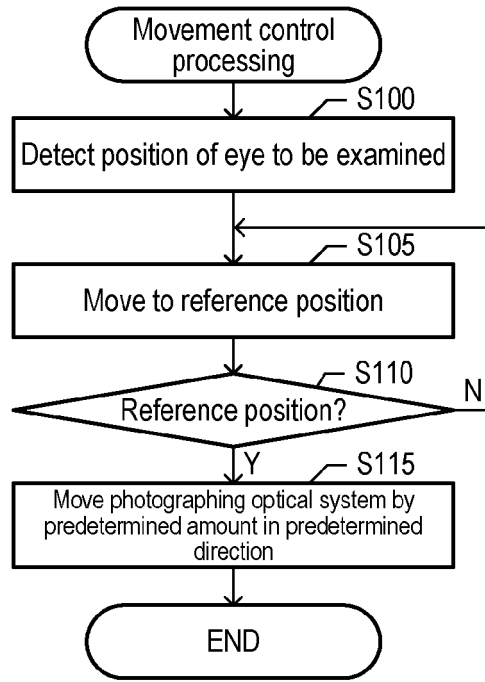 Movement control
processing
S100
Detect position of eye to be examined
S105
Move to reference position
S110
Reference position?
N
Y
S115
Move photographing optical system by
predetermined amount in predetermined
direction
END